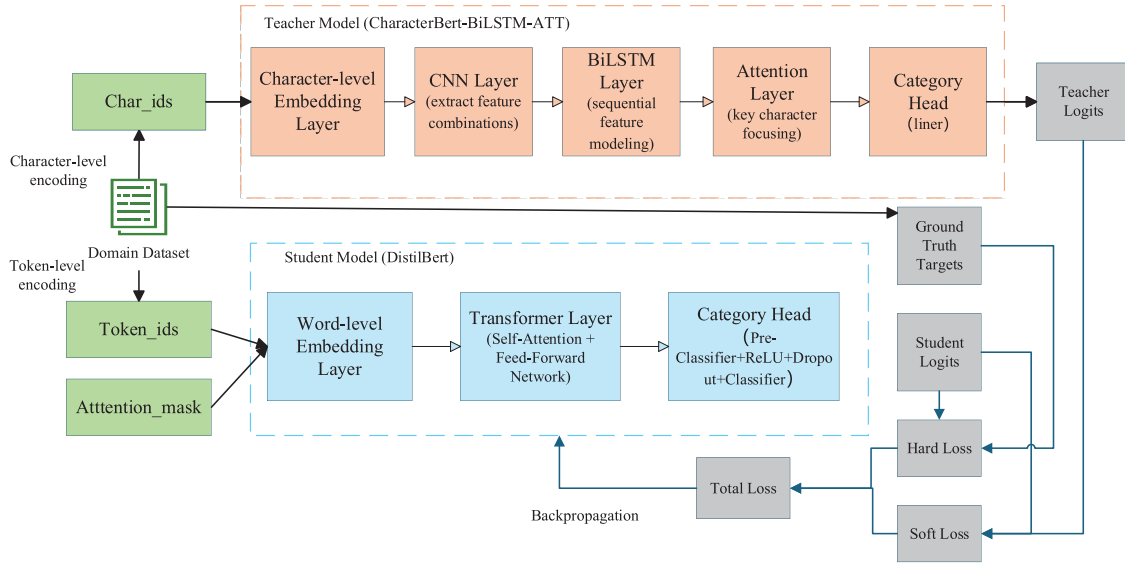 Teacher Model (CharacterBert-BiLSTM-ATT)
Char_ids
Character-level
Embedding
Layer
CNN Layer
(extract feature
combinations)
BiLSTM
Layer
(sequential
feature
modeling)
Attention
Layer
(key character
focusing)
Category
Head
(liner)
Teacher
Logits
Character-level
encoding
Domain Dataset
Token-level
encoding
Ground
Truth
Targets
Student Model (DistilBert)
Token_ids
Atttention_mask
Word-level
Embedding
Layer
Transformer Layer
(Self-Attention +
Feed-Forward
Network)
Category Head
(Pre-
Classifier+ReLU+Dropo
ut+Classifier)
Student
Logits
Hard Loss
Total Loss
Soft Loss
Backpropagation